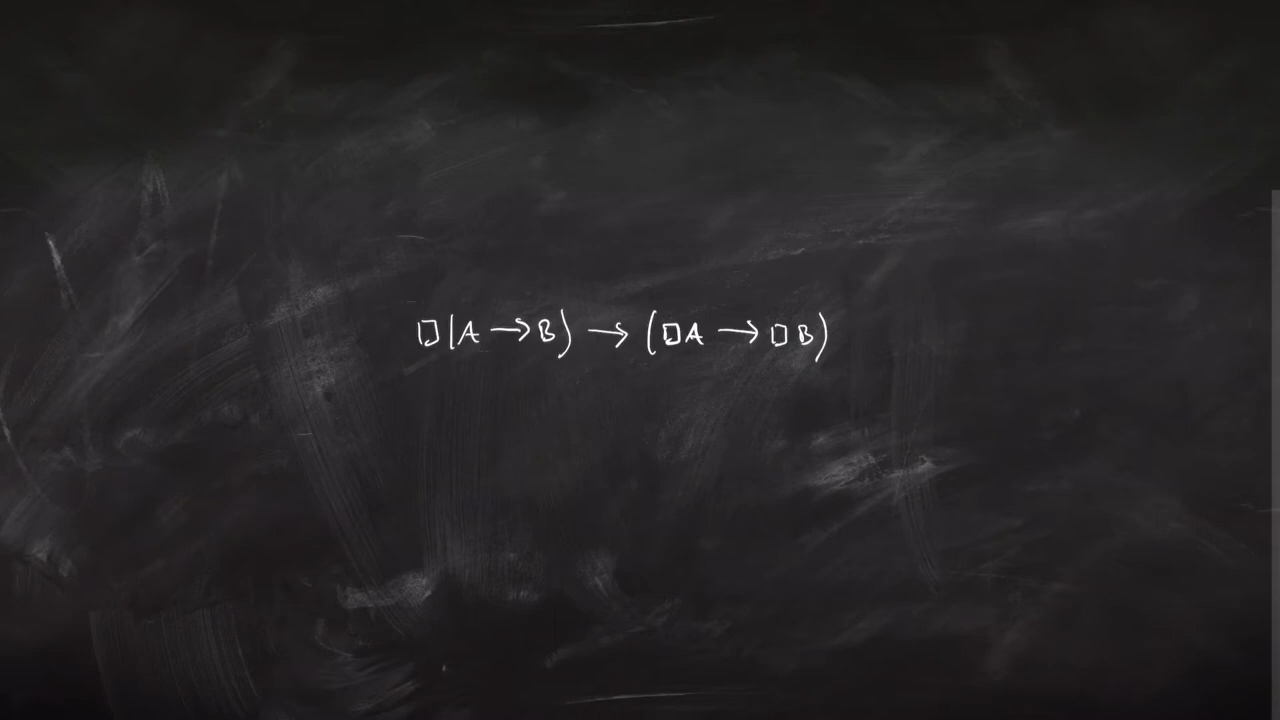 □(A → B) → (□A → □B)